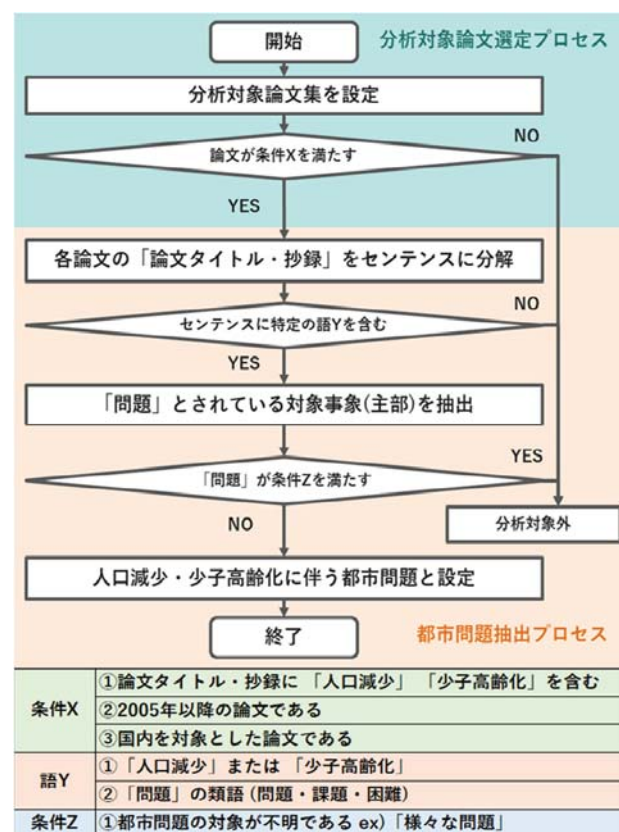 開始
分析対象論文選定プロセス
分析対象論文集を設定
NO
論文が条件Xを満たす
YES
各論文の「論文タイトル・抄録」をセンテンスに分解
NO
センテンスに特定の語Yを含む
YES
「問題」とされている対象事象(主部)を抽出
YES
「問題」が条件Zを満たす
NO
分析対象外
人口減少・少子高齢化に伴う都市問題と設定
終了
都市問題抽出プロセス
条件X
①論文タイトル・抄録に 「人口減少」 「少子高齢化」を含む
②2005年以降の論文である
③国内を対象とした論文である
語Y
①「人口減少」または 「少子高齢化」
②「問題」の類語 (問題・課題・困難)
条件Z
①都市問題の対象が不明である ex)「様々な問題」